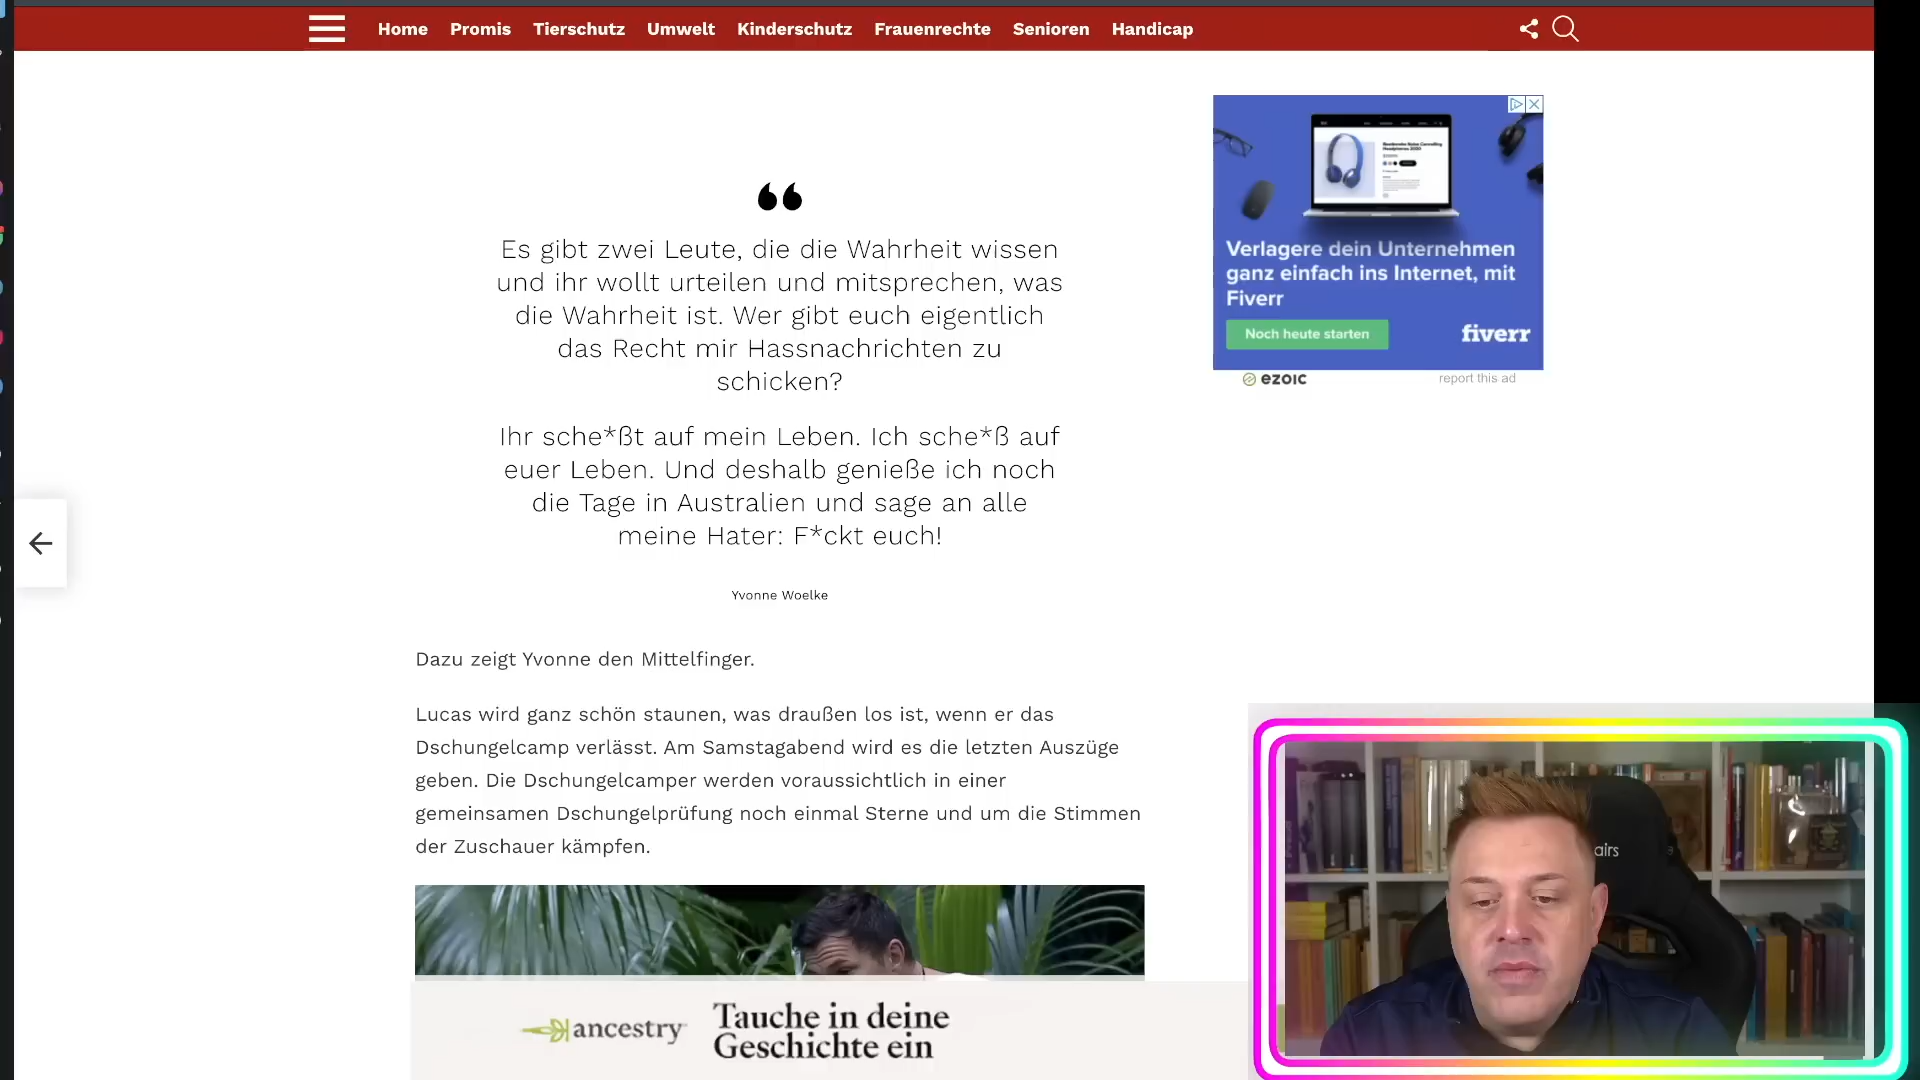 Home Promis Tierschutz Umwelt Kinderschutz Frauenrechte Senioren Handicap
Es gibt zwei Leute, die die Wahrheit wissen
und ihr wollt urteilen und mitsprechen, was
die Wahrheit ist. Wer gibt euch eigentlich
das Recht mir Hassnachrichten zu
schicken?
Ihr sche*ßt auf mein Leben. Ich sche*ß auf
euer Leben. Und deshalb genieße ich noch
die Tage in Australien und sage an alle
meine Hater: F*ckt euch!
Yvonne Woelke
Dazu zeigt Yvonne den Mittelfinger.
Lucas wird ganz schön staunen, was draußen los ist, wenn er das
Dschungelcamp verlässt. Am Samstagabend wird es die letzten Auszüge
geben. Die Dschungelcamper werden voraussichtlich in einer
gemeinsamen Dschungelprüfung noch einmal Sterne und um die Stimmen
der Zuschauer kämpfen.
Verlagere dein Unternehmen
ganz einfach ins Internet, mit
Fiverr
Noch heute starten
fiverr
ezoic
report this ad
ancestry
Tauche in deine
Geschichte ein
airs